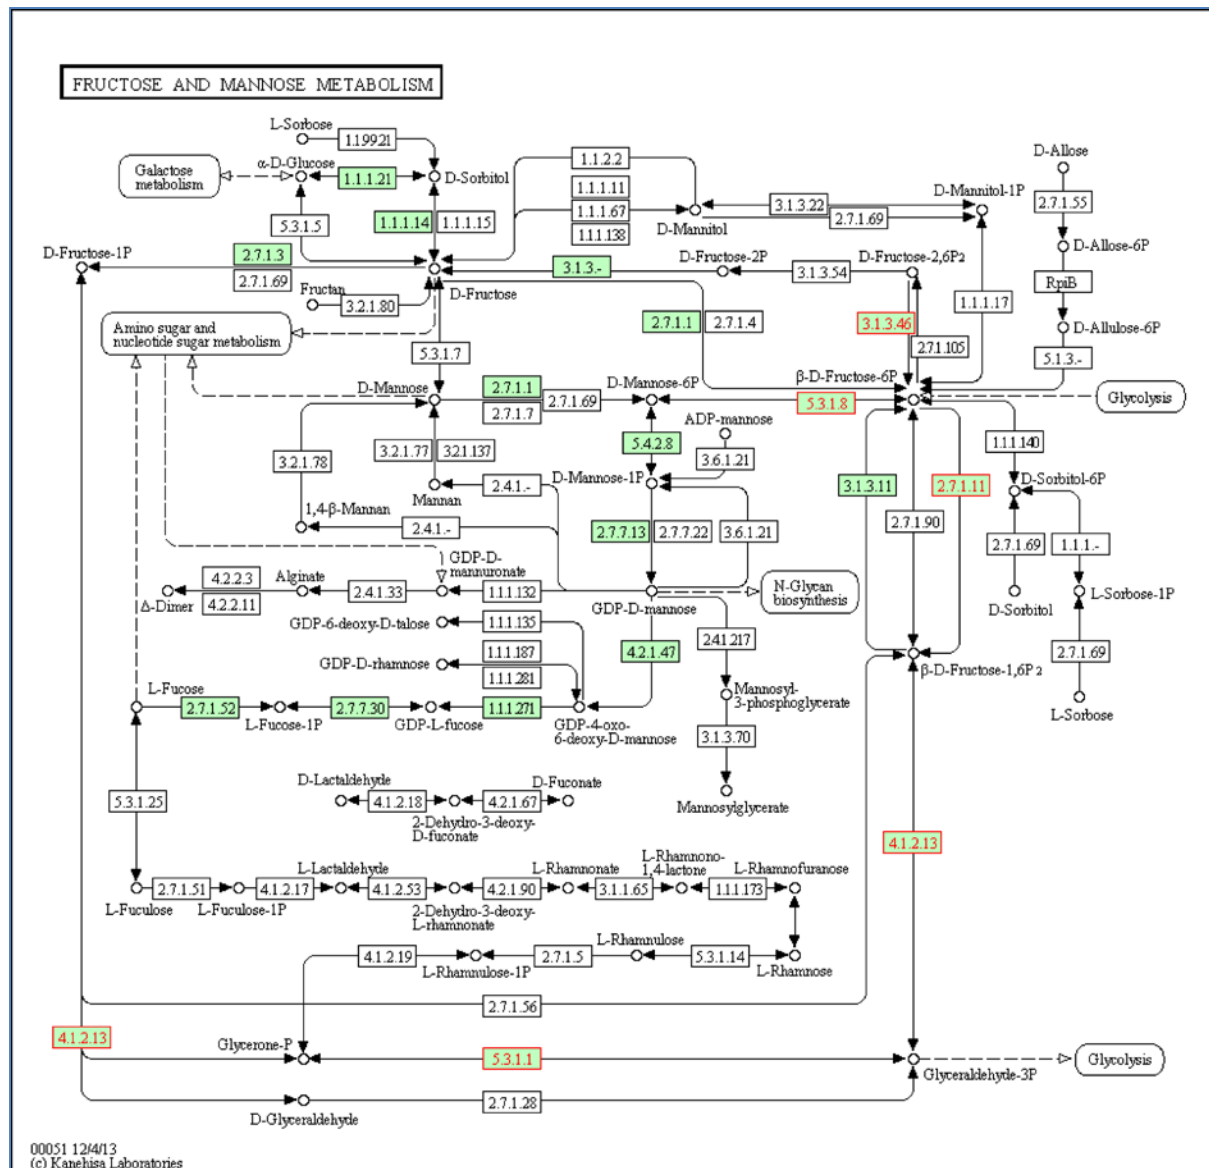 FRUCTOSE AND MANNOSE METABOLISM
L-Sorbose
1.1.99.21
Galactose
metabolism
α-D-Glucose
1.1.1.21
D-Sorbitol
1.1.2.2
D-Allose
5.3.1.5
1.1.1.14
1.1.1.15
1.1.1.11
1.1.1.67
1.1.1.138
D-Mannitol
3.1.3.22
2.7.1.69
D-Mannitol-1P
2.7.1.55
D-Fructose-1P
2.7.1.3
2.7.1.69
D-Fructose
3.1.3.-
D-Fructose-2P
3.1.3.54
D-Fructose-2,6P2
D-Allose-6P
Fructan
3.2.1.80
RpiB
1.1.1.17
Amino sugar and
nucleotide sugar metabolism
2.7.1.1
2.7.1.4
3.1.3.46
2.7.1.105
D-Allulose-6P
5.3.1.7
5.1.3.-
D-Mannose
2.7.1.1
2.7.1.7
2.7.1.69
D-Mannose-6P
5.3.1.8
β-D-Fructose-6P
Glycolysis
ADP-mannose
3.2.1.78
3.2.1.77
3.2.1.137
5.4.2.8
3.6.1.21
1.1.1.140
Mannan
2.4.1.-
D-Mannose-1P
3.1.3.11
2.7.1.11
D-Sorbitol-6P
1,4-β-Mannan
2.4.1.-
2.7.7.13
2.7.7.22
3.6.1.21
2.7.1.90
2.7.1.69
1.1.1.-
Δ-Dimer
4.2.2.3
4.2.2.11
Alginate
2.4.1.33
GDP-D-
mannuronate
1.1.1.132
GDP-D-mannose
N-Glycan
biosynthesis
D-Sorbitol
L-Sorbose-1P
GDP-6-deoxy-D-talose
1.1.1.135
4.2.1.47
2.4.1.217
2.7.1.69
GDP-D-rhamnose
1.1.1.187
1.1.1.281
β-D-Fructose-1,6P2
L-Sorbose
L-Fucose
2.7.1.52
L-Fucose-1P
2.7.7.30
GDP-L-fucose
1.1.1.271
GDP-4-oxo-
6-deoxy-D-mannose
Mannosyl-
3-phosphoglycerate
3.1.3.70
Mannosylglycerate
5.3.1.25
D-Lactaldehyde
4.1.2.18
2-Dehydro-3-deoxy-
D-fuconate
4.2.1.67
D-Fuconate
4.1.2.13
L-Fuculose
2.7.1.51
L-Fuculose-1P
4.1.2.17
L-Lactaldehyde
4.1.2.53
2-Dehydro-3-deoxy-
L-rhamnonate
4.2.1.90
L-Rhamnonate
3.1.1.65
L-Rhamnono-
1,4-lactone
1.1.1.173
L-Rhamnofuranose
4.1.2.19
L-Rhamnulose-1P
2.7.1.5
L-Rhamnulose
5.3.1.14
L-Rhamnose
2.7.1.56
4.1.2.13
Glycerone-P
5.3.1.1
Glyceraldehyde-3P
Glycolysis
D-Glyceraldehyde
2.7.1.28
00051 12/4/13
(c) Kanehisa Laboratories